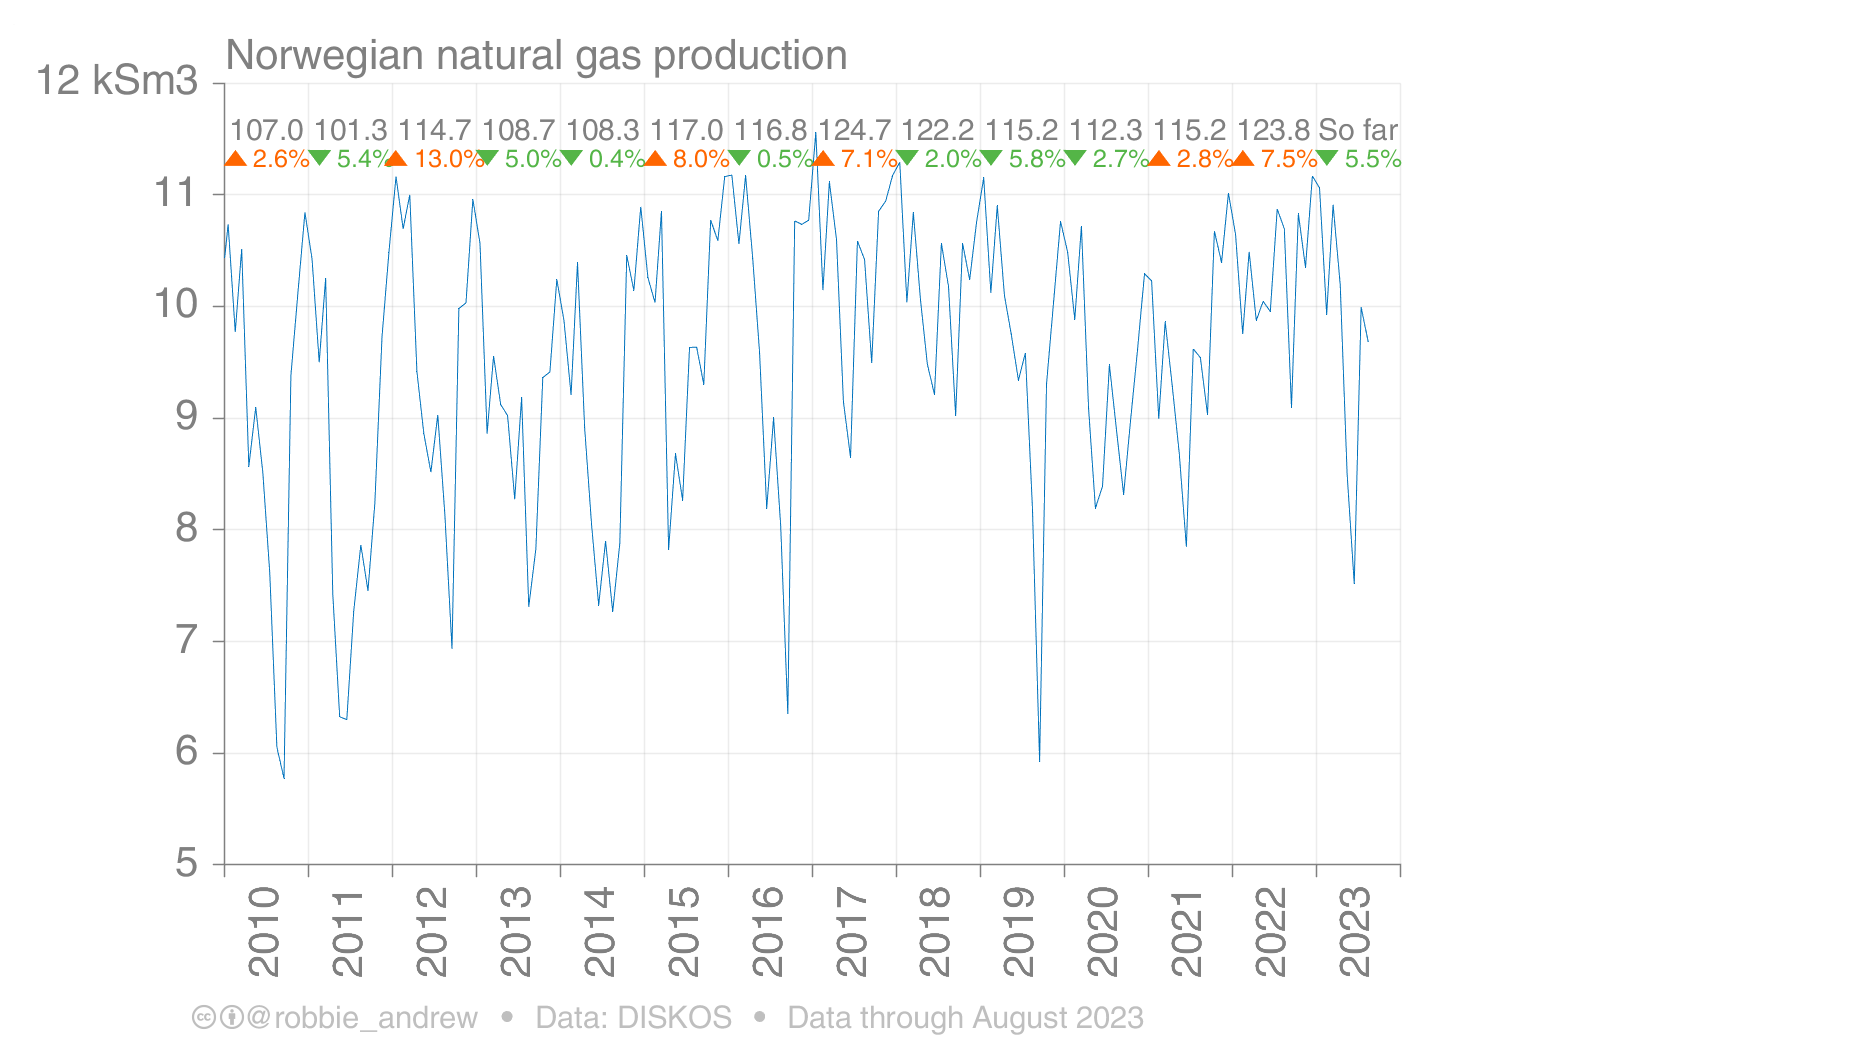 Norwegian natural gas production
12 kSm3
107.0 101.3 114.7 108.7 108.3 117.0 116.8 124.7 122.2 115.2 112.3 115.2 123.8 So far
2.6% 5.4% 13.0% 5.0% 0.4% 8.0% 0.5% 7.1% 2.0% 5.8% 2.7% 2.8% 7.5% 5.5%
11
10
9
8
7
6
5
2010 2011 2012 2013 2014 2015 2016 2017 2018 2019 2020 2021 2022 2023
cc @robbie_andrew • Data: DISKOS • Data through August 2023